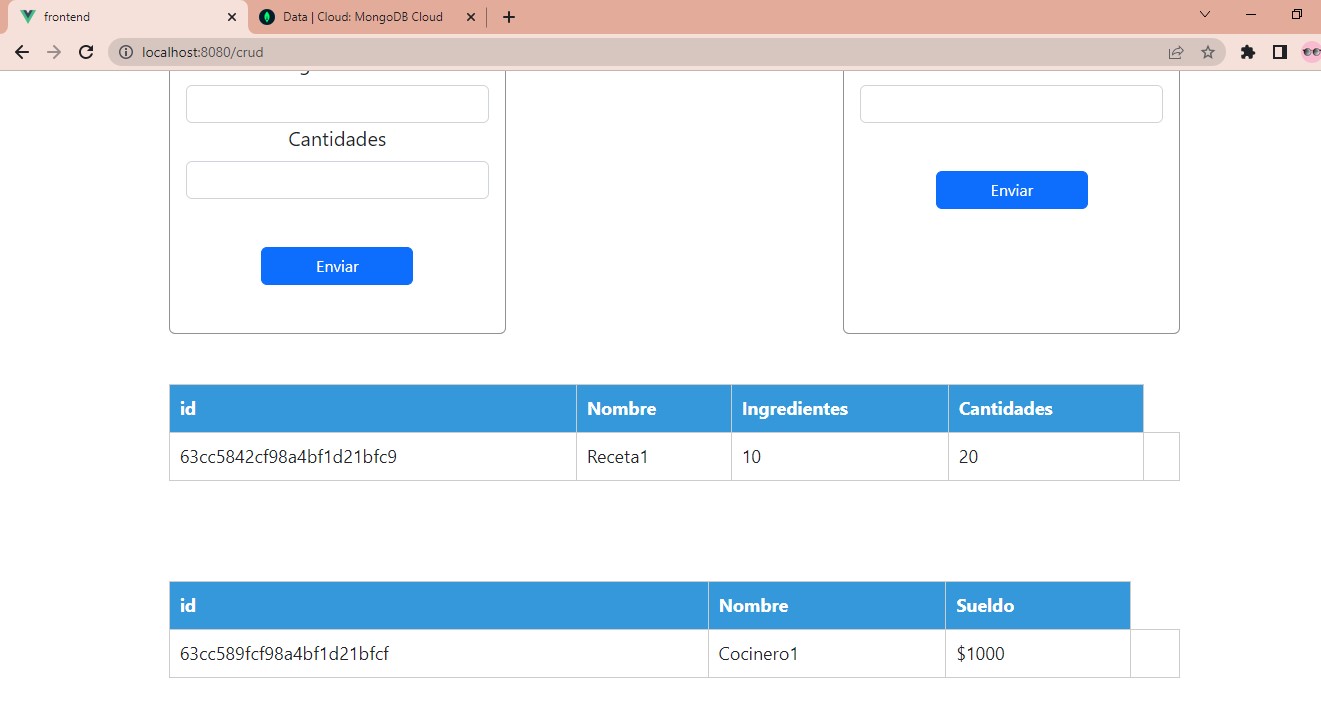 frontend
Data | Cloud: MongoDB Cloud
localhost:8080/crud
Cantidades
Enviar
Enviar
id Nombre Ingredientes Cantidades
63cc5842cf98a4bf1d21bfc9 Receta1 10 20
id Nombre Sueldo
63cc589fcf98a4bf1d21bfcf Cocinero1 $1000